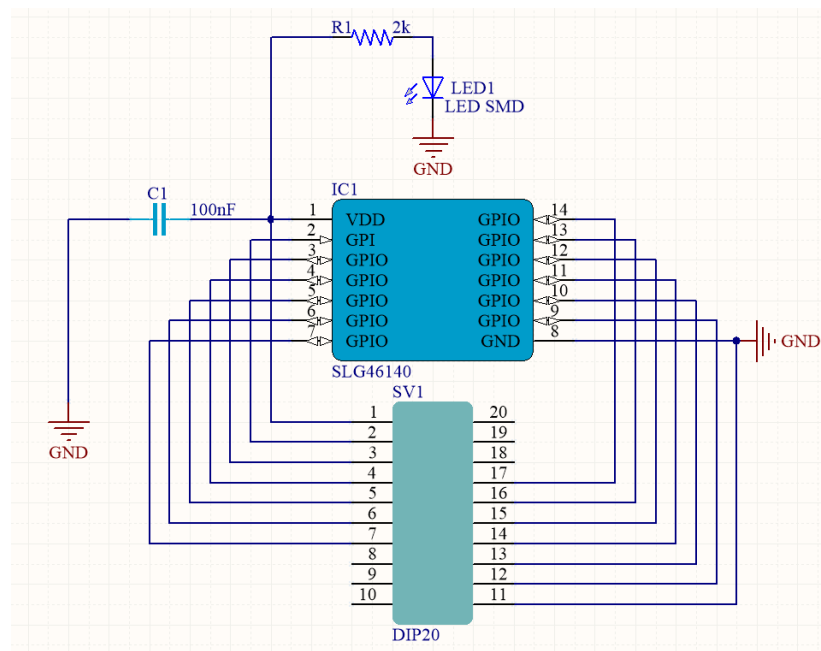 R1 2k
LED1
LED SMD
GND
IC1
C1
100nF
1 VDD GPIO 14
2 GPI GPIO 13
3 GPIO GPIO 12
4 GPIO GPIO 11
5 GPIO GPIO 10
6 GPIO GPIO 9
7 GPIO GND 8
GND
SLG46140
SV1
1 20
2 19
3 18
4 17
5 16
6 15
7 14
8 13
9 12
10 11
DIP20
GND